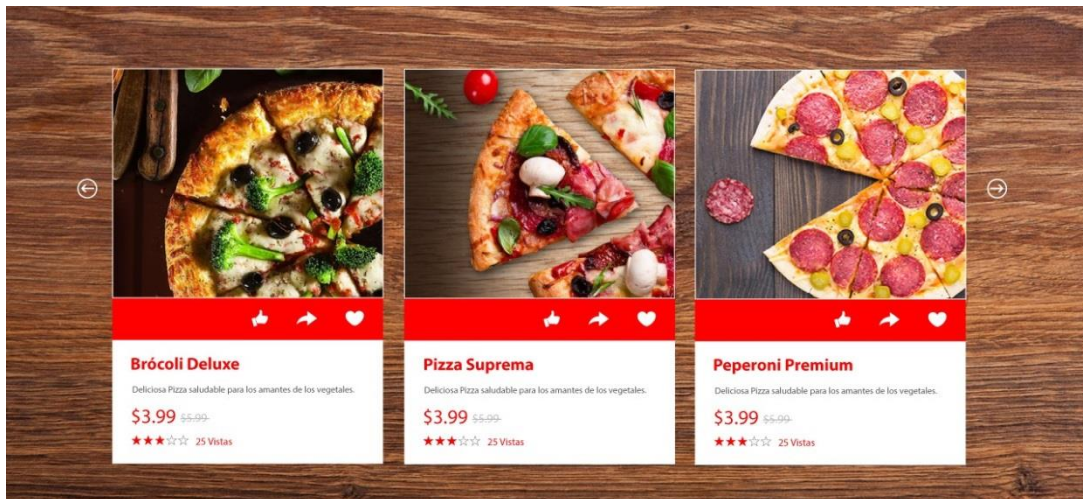 Brócoli Deluxe
Deliciosa Pizza saludable para los amantes de los vegetales.
$3.99 $5.99
25 Vistas
Pizza Suprema
Deliciosa Pizza saludable para los amantes de los vegetales.
$3.99 $5.99
25 Vistas
Peperoni Premium
Deliciosa Pizza saludable para los amantes de los vegetales.
$3.99 $5.99
25 Vistas